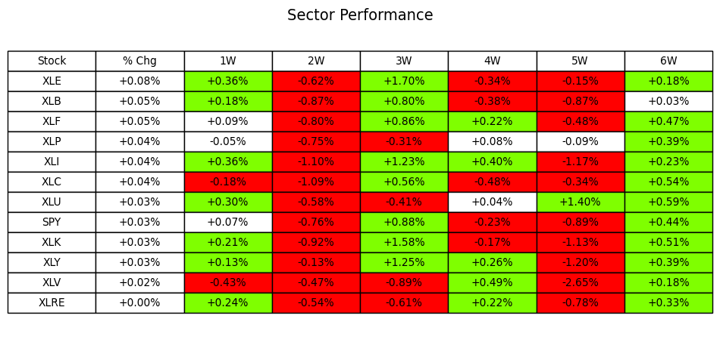 Sector Performance
Stock % Chg 1W 2W 3W 4W 5W 6W
XLE +0.08% +0.36% -0.62% +1.70% -0.34% -0.15% +0.18%
XLB +0.05% +0.18% -0.87% +0.80% -0.38% -0.87% +0.03%
XLF +0.05% +0.09% -0.80% +0.86% +0.22% -0.48% +0.47%
XLP +0.04% -0.05% -0.75% -0.31% +0.08% -0.09% +0.39%
XLI +0.04% +0.36% -1.10% +1.23% +0.40% -1.17% +0.23%
XLC +0.04% -0.18% -1.09% +0.56% -0.48% -0.34% +0.54%
XLU +0.03% +0.30% -0.58% -0.41% +0.04% +1.40% +0.59%
SPY +0.03% +0.07% -0.76% +0.88% -0.23% -0.89% +0.44%
XLK +0.03% +0.21% -0.92% +1.58% -0.17% -1.13% +0.51%
XLY +0.03% +0.13% -0.13% +1.25% +0.26% -1.20% +0.39%
XLV +0.02% -0.43% -0.47% -0.89% +0.49% -2.65% +0.18%
XLRE +0.00% +0.24% -0.54% -0.61% +0.22% -0.78% +0.33%